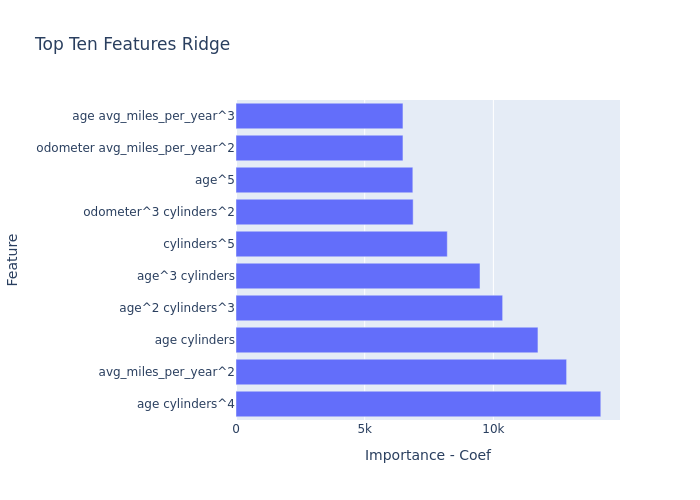 Top Ten Features Ridge
age avg_miles_per_year^3
odometer avg_miles_per_year^2
age^5
odometer^3 cylinders^2
cylinders^5
age^3 cylinders
age^2 cylinders^3
age cylinders
avg_miles_per_year^2
age cylinders^4
Feature
0 5k 10k
Importance - Coef